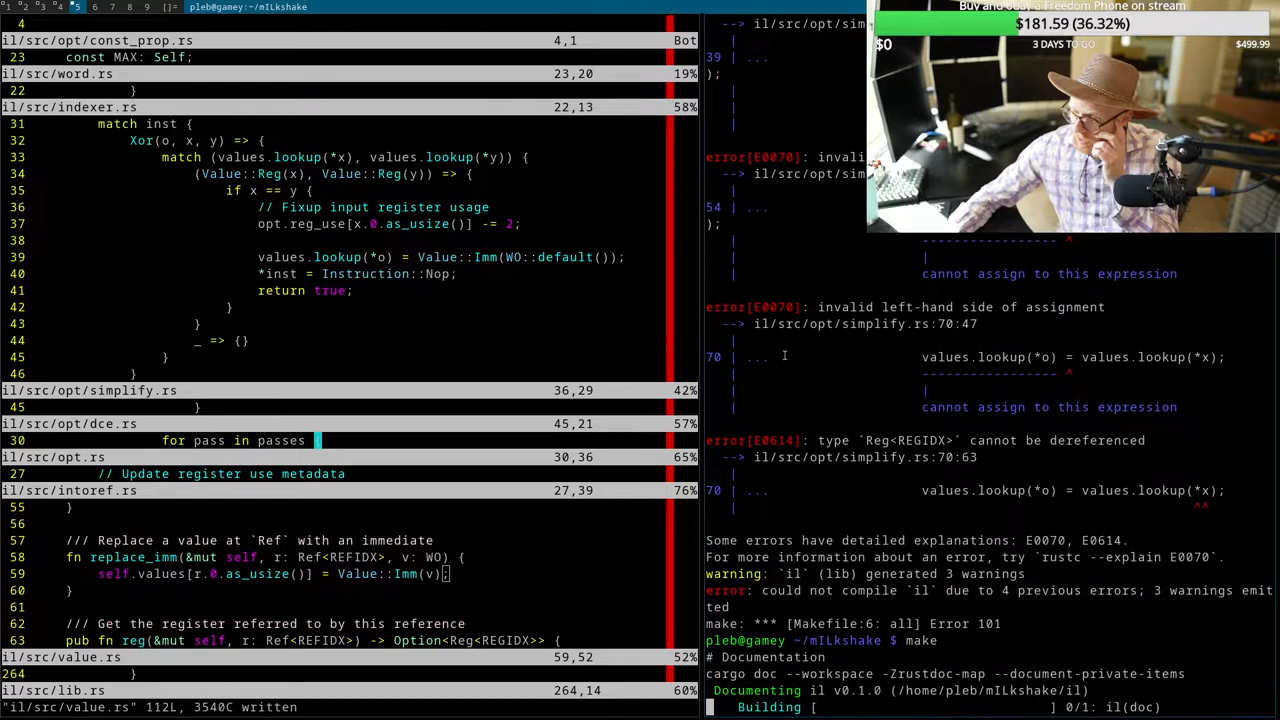 1 2 3 4 5 6 7 8 9 []= pleb@gamey:~/mILkshake
4
il/src/opt/const_prop.rs 4,1 Bot
23 const MAX: Self;
il/src/word.rs 23,20 19%
22 }
il/src/indexer.rs 22,13 58%
31 match inst {
32 Xor(o, x, y) => {
33 match (values.lookup(*x), values.lookup(*y)) {
34 (Value::Reg(x), Value::Reg(y)) => {
35 if x == y {
36 // Fixup input register usage
37 opt.reg_use[x.0.as_usize()] -= 2;
38
39 values.lookup(*o) = Value::Imm(WO::default());
40 *inst = Instruction::Nop;
41 return true;
42 }
43 }
44 _ => {}
45 }
46 }
il/src/opt/simplify.rs 36,29 42%
45 }
il/src/opt/dce.rs 45,21 57%
30 for pass in passes {
il/src/opt.rs 30,36 65%
27 // Update register use metadata
il/src/intoref.rs 27,39 76%
55 }
56
57 /// Replace a value at `Ref` with an immediate
58 fn replace_imm(&mut self, r: Ref<REFIDX>, v: WO) {
59 self.values[r.0.as_usize()] = Value::Imm(v);
60 }
61
62 /// Get the register referred to by this reference
63 pub fn reg(&mut self, r: Ref<REFIDX>) -> Option<Reg<REGIDX>> {
il/src/value.rs 59,52 52%
264 }
il/src/lib.rs 264,14 60%
"il/src/value.rs" 112L, 3540C written
--> il/src/opt/sim
|
39 | ...
);
|
|
|
error[E0070]: invali
--> il/src/opt/sim
|
54 | ...
);
| ----------------- ^
| |
| cannot assign to this expression
error[E0070]: invalid left-hand side of assignment
--> il/src/opt/simplify.rs:70:47
|
70 | ... values.lookup(*o) = values.lookup(*x);
| ----------------- ^
| |
| cannot assign to this expression
error[E0614]: type `Reg<REGIDX>` cannot be dereferenced
--> il/src/opt/simplify.rs:70:63
|
70 | ... values.lookup(*o) = values.lookup(*x);
| ^^
Some errors have detailed explanations: E0070, E0614.
For more information about an error, try `rustc --explain E0070`.
warning: `il` (lib) generated 3 warnings
error: could not compile `il` due to 4 previous errors; 3 warnings emit
ted
make: *** [Makefile:6: all] Error 101
pleb@gamey ~/mILkshake $ make
# Documentation
cargo doc --workspace -Zrustdoc-map --document-private-items
Documenting il v0.1.0 (/home/pleb/mILkshake/il)
Building [ ] 0/1: il(doc)
Buy and oday a Freedom Phone on stream
$181.59 (36.32%)
$0 3 DAYS TO GO $499.99